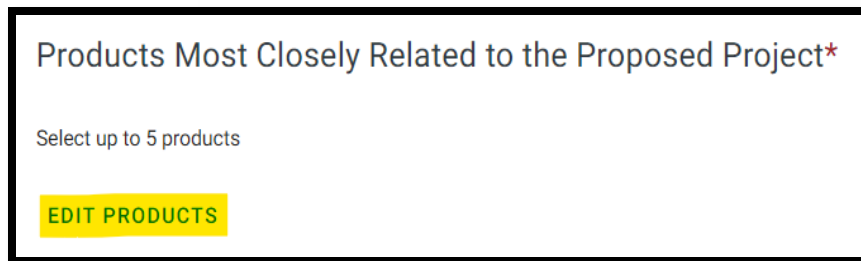 Products Most Closely Related to the Proposed Project*
Select up to 5 products
EDIT PRODUCTS